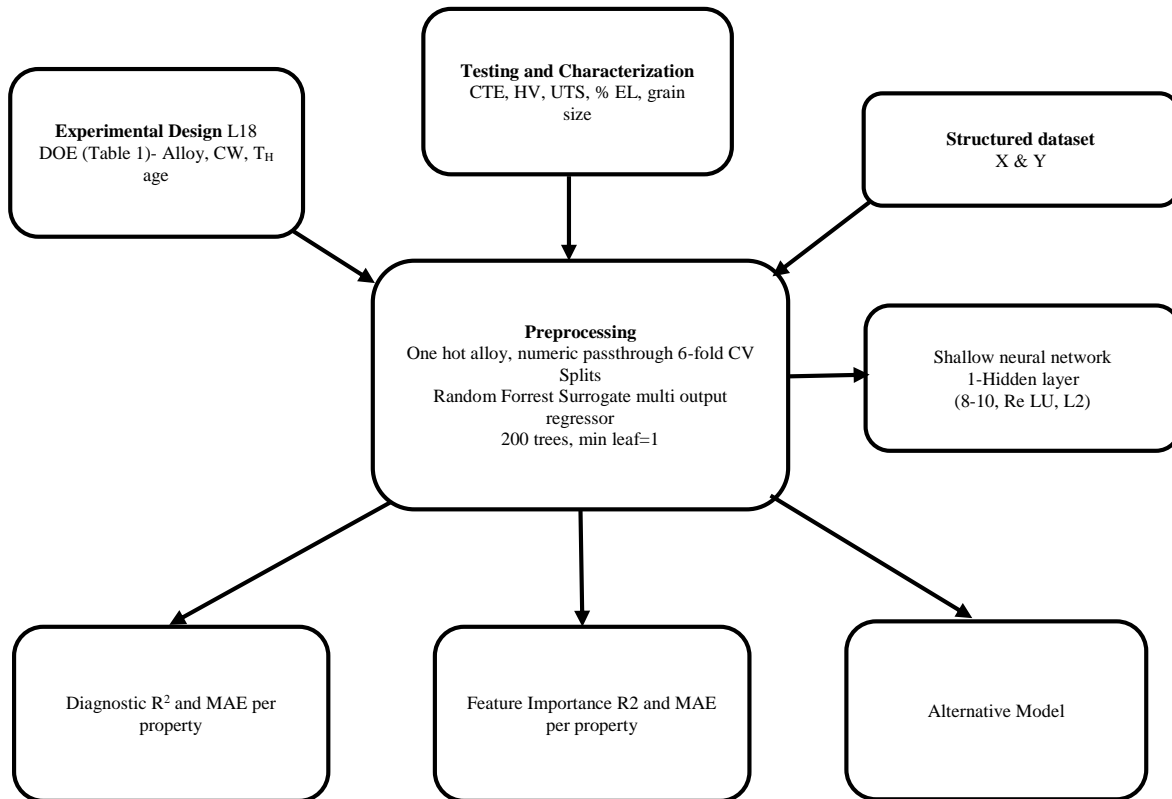 Testing and Characterization
CTE, HV, UTS, % EL, grain
size
Experimental Design L18
DOE (Table 1)- Alloy, CW, T_H
age
Structured dataset
X & Y
Preprocessing
One hot alloy, numeric passthrough 6-fold CV
Splits
Random Forrest Surrogate multi output
regressor
200 trees, min leaf=1
Shallow neural network
1-Hidden layer
(8-10, Re LU, L2)
Diagnostic R² and MAE per
property
Feature Importance R2 and MAE
per property
Alternative Model